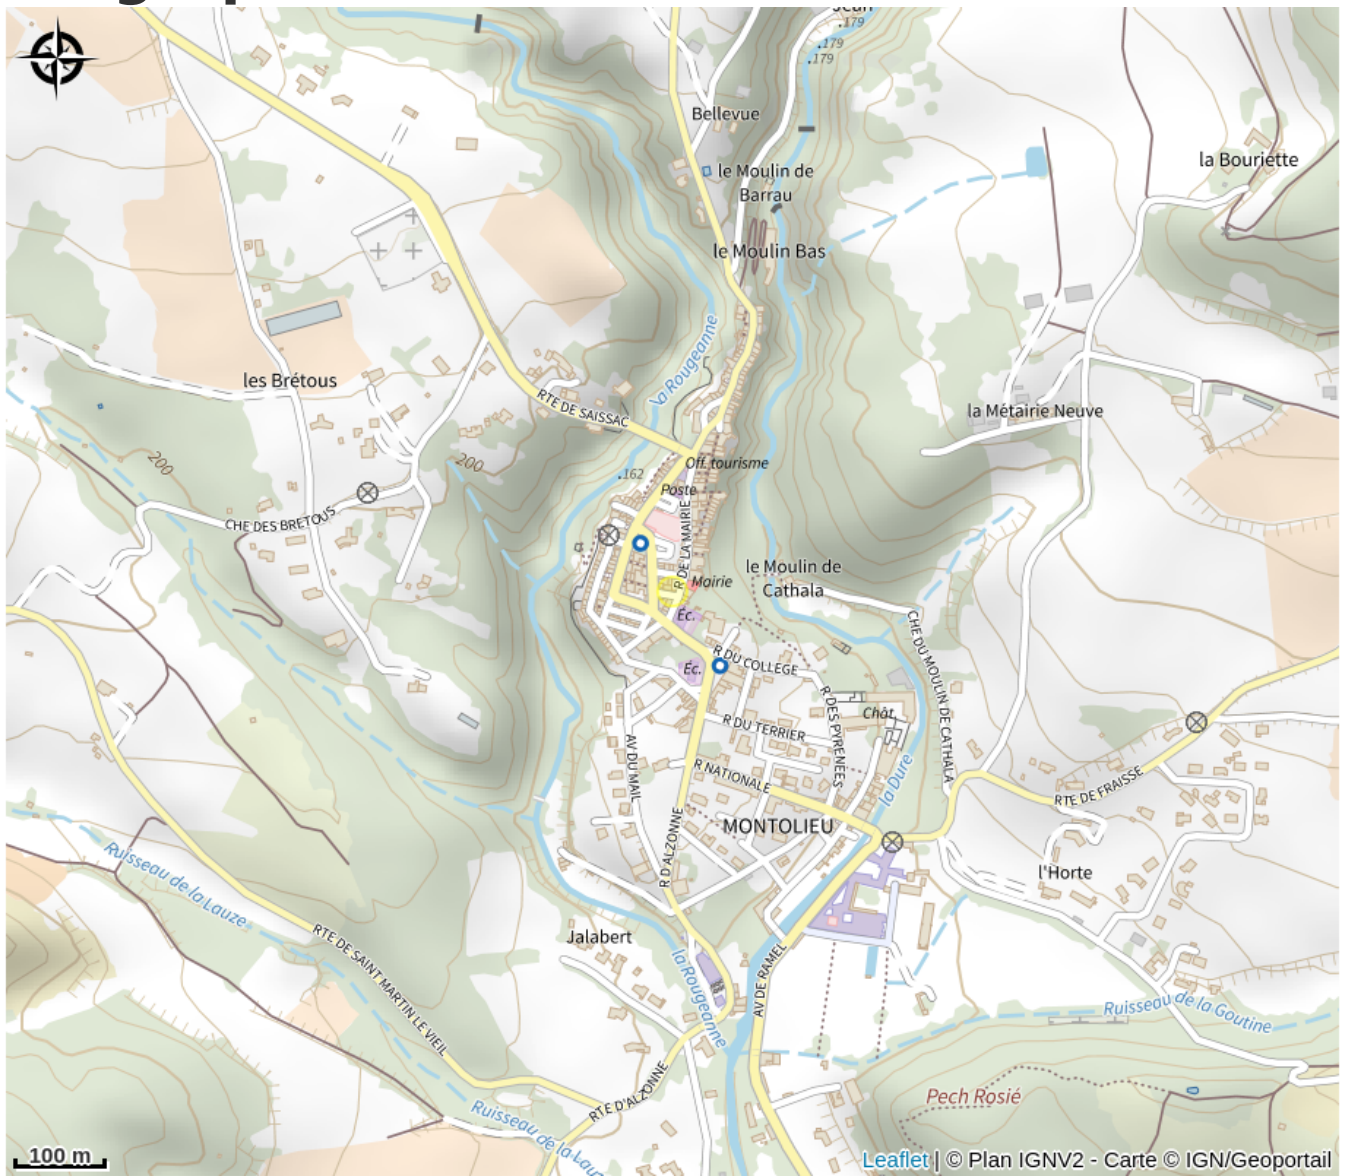 Jean
.179
.179
.179
Bellevue
la Bouriette
le Moulin de
Barrau
le Moulin Bas
la Rougeanne
les Brétous
RTE DE SAISSAC
la Métairie Neuve
200
200
.162
Off. tourisme
Poste
CHE DES BRETOUS
R DE LA MAIRIE
le Moulin de
Cathala
Mairie
Éc.
CHE DU MOULIN DE CATHALA
R DU COLLEGE
Éc.
R DES PYRENEES
Chât.
R DU TERRIER
AV DU MAIL
R NATIONALE
la Dure
RTE DE FRAISSE
MONTOLIEU
R D'ALZONNE
Ruisseau de la Lauze
l'Horte
RTE DE SAINT MARTIN LE VIEIL
Jalabert
la Rougeanne
AV DE RAMEL
Ruisseau de la Goutine
Pech Rosié
RTE D'ALZONNE
Ruisseau de la Lauz
100 m
Leaflet | © Plan IGNV2 - Carte © IGN/Geoportail